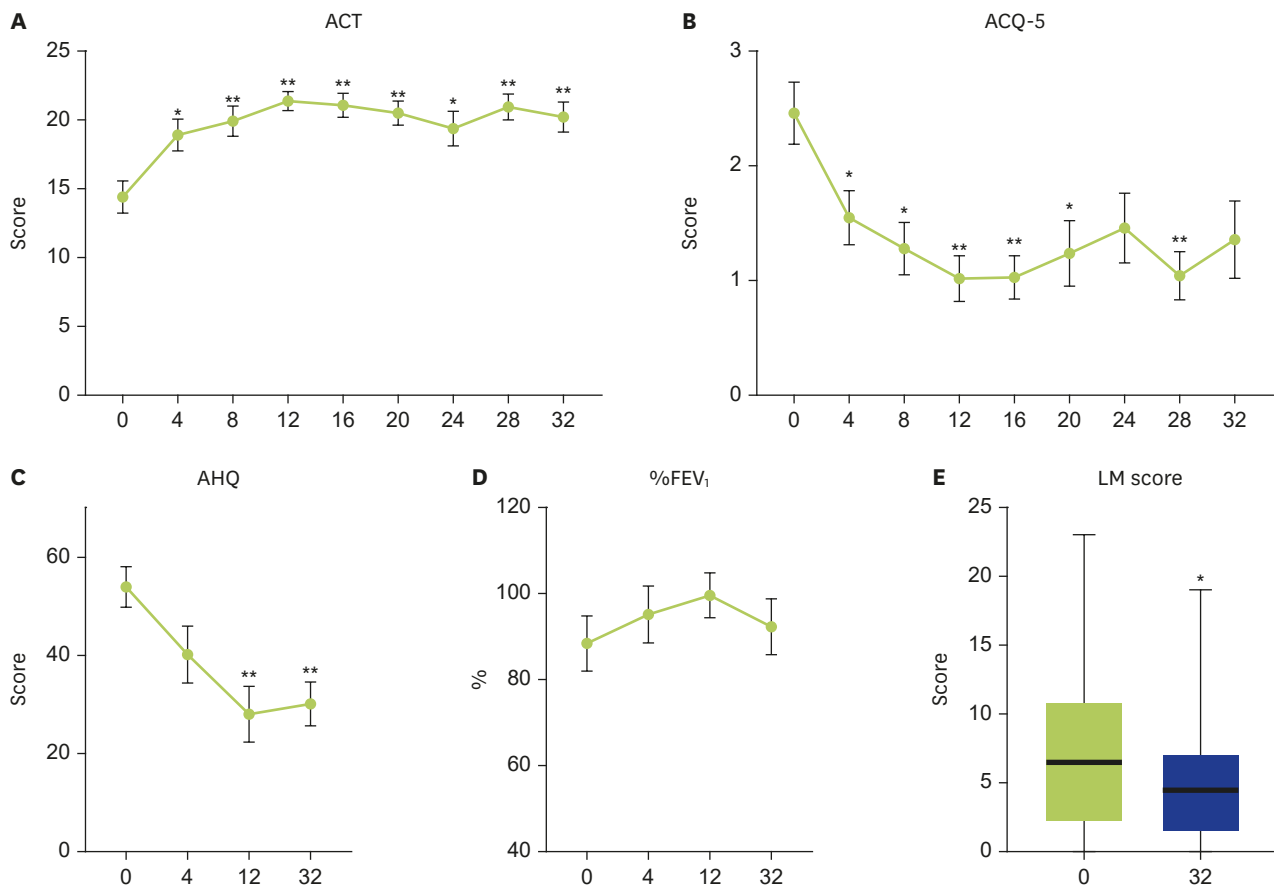 A
ACT
25
20
15
10
5
0
Score
* ** ** ** ** * ** **
0 4 8 12 16 20 24 28 32
B
ACQ-5
3
2
1
0
Score
* * ** ** * **
0 4 8 12 16 20 24 28 32
C
AHQ
60
40
20
0
Score
** **
0 4 12 32
D
%FEV₁
120
100
80
60
40
%
0 4 12 32
E
LM score
25
20
15
10
5
0
Score
*
0 32